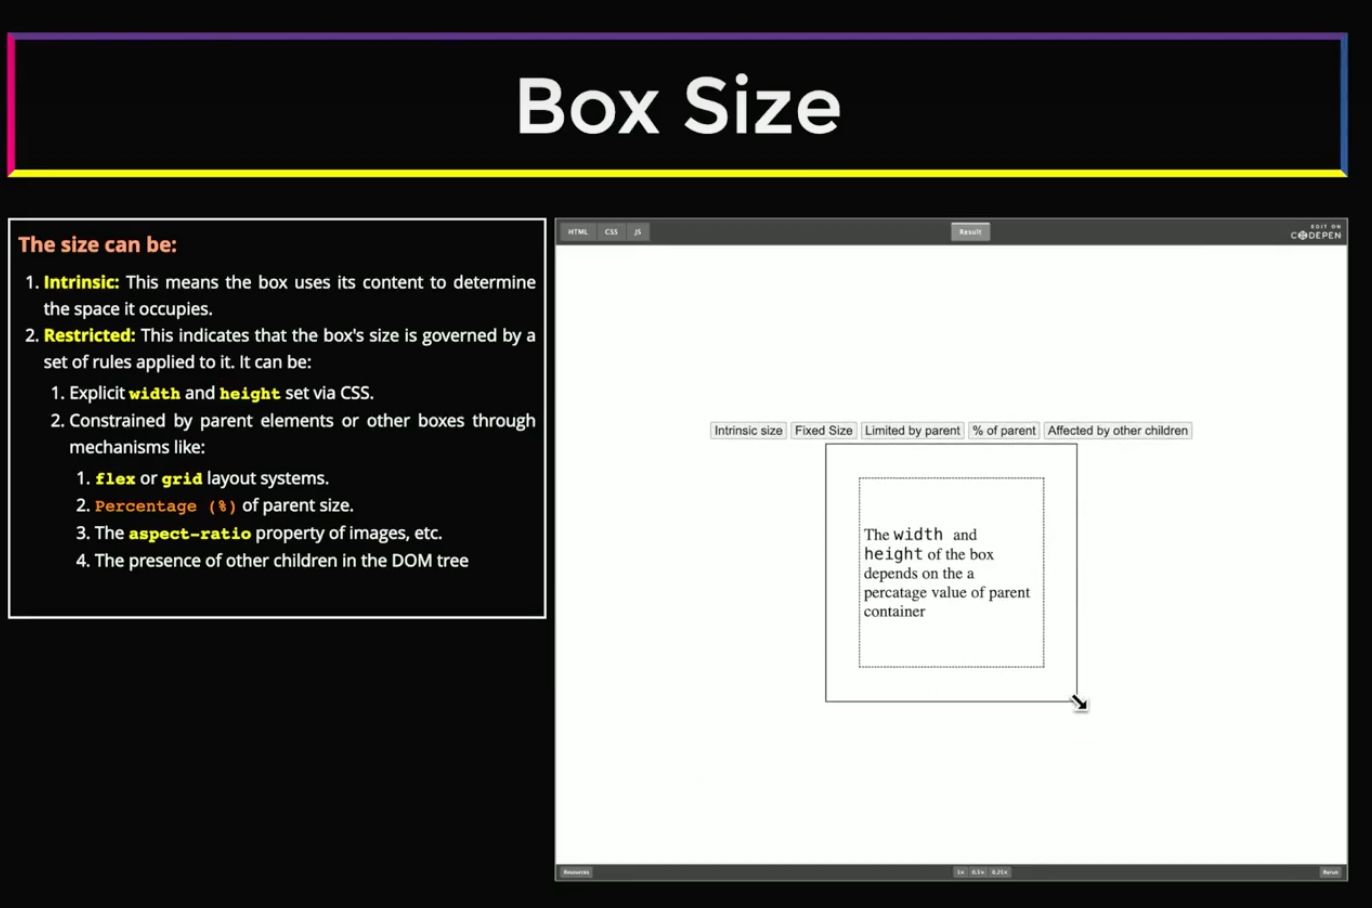 Box Size
The size can be:
1. Intrinsic: This means the box uses its content to determine
the space it occupies.
2. Restricted: This indicates that the box's size is governed by a
set of rules applied to it. It can be:
1. Explicit width and height set via CSS.
2. Constrained by parent elements or other boxes through
mechanisms like:
1. flex or grid layout systems.
2. Percentage (%) of parent size.
3. The aspect-ratio property of images, etc.
4. The presence of other children in the DOM tree
HTML CSS JS Result EDIT ON
CODEPEN
Intrinsic size Fixed Size Limited by parent % of parent Affected by other children
The width and
height of the box
depends on the a
percatage value of parent
container
Resources 1× 0.5× 0.25× Rerun